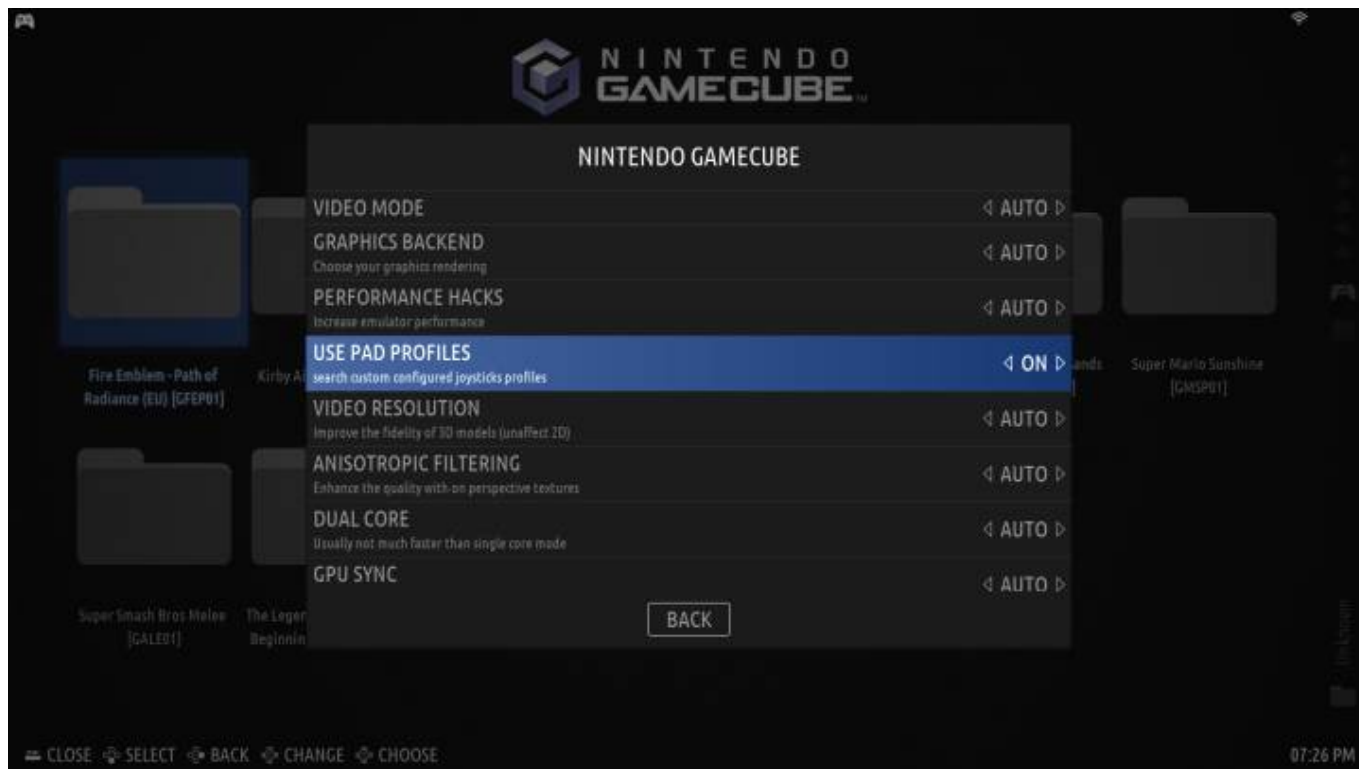 NINTENDO
GAMECUBE
NINTENDO GAMECUBE
VIDEO MODE AUTO
GRAPHICS BACKEND AUTO
Choose your graphics rendering
PERFORMANCE HACKS AUTO
Increase emulator performance
USE PAD PROFILES ON
search custom configured joysticks profiles
VIDEO RESOLUTION AUTO
Improve the fidelity of 3D models (unaffect 2D)
ANISOTROPIC FILTERING AUTO
Enhance the quality with on perspective textures
DUAL CORE AUTO
Usually not much faster than single core mode
GPU SYNC AUTO
BACK
Fire Emblem - Path of
Radiance (EU) [GFEP01]
Kirby
Super Mario Sunshine
[GMSP01]
Super Smash Bros Melee
[GALE01]
The
CLOSE SELECT BACK CHANGE CHOOSE
07:26 PM